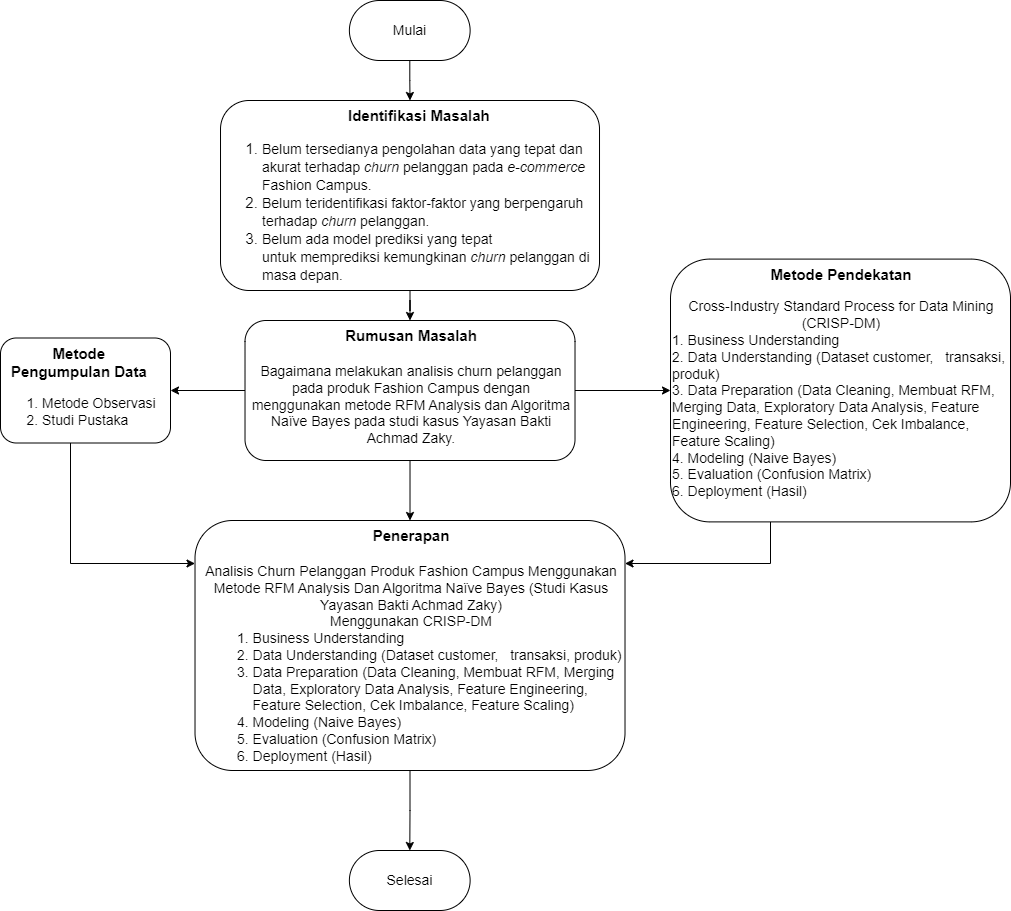 Mulai
Identifikasi Masalah
1. Belum tersedianya pengolahan data yang tepat dan
akurat terhadap churn pelanggan pada e-commerce
Fashion Campus.
2. Belum teridentifikasi faktor-faktor yang berpengaruh
terhadap churn pelanggan.
3. Belum ada model prediksi yang tepat
untuk memprediksi kemungkinan churn pelanggan di
masa depan.
Rumusan Masalah
Bagaimana melakukan analisis churn pelanggan
pada produk Fashion Campus dengan
menggunakan metode RFM Analysis dan Algoritma
Naïve Bayes pada studi kasus Yayasan Bakti
Achmad Zaky.
Metode
Pengumpulan Data
1. Metode Observasi
2. Studi Pustaka
Metode Pendekatan
Cross-Industry Standard Process for Data Mining
(CRISP-DM)
1. Business Understanding
2. Data Understanding (Dataset customer, transaksi,
produk)
3. Data Preparation (Data Cleaning, Membuat RFM,
Merging Data, Exploratory Data Analysis, Feature
Engineering, Feature Selection, Cek Imbalance,
Feature Scaling)
4. Modeling (Naive Bayes)
5. Evaluation (Confusion Matrix)
6. Deployment (Hasil)
Penerapan
Analisis Churn Pelanggan Produk Fashion Campus Menggunakan
Metode RFM Analysis Dan Algoritma Naïve Bayes (Studi Kasus
Yayasan Bakti Achmad Zaky)
Menggunakan CRISP-DM
1. Business Understanding
2. Data Understanding (Dataset customer, transaksi, produk)
3. Data Preparation (Data Cleaning, Membuat RFM, Merging
Data, Exploratory Data Analysis, Feature Engineering,
Feature Selection, Cek Imbalance, Feature Scaling)
4. Modeling (Naive Bayes)
5. Evaluation (Confusion Matrix)
6. Deployment (Hasil)
Selesai